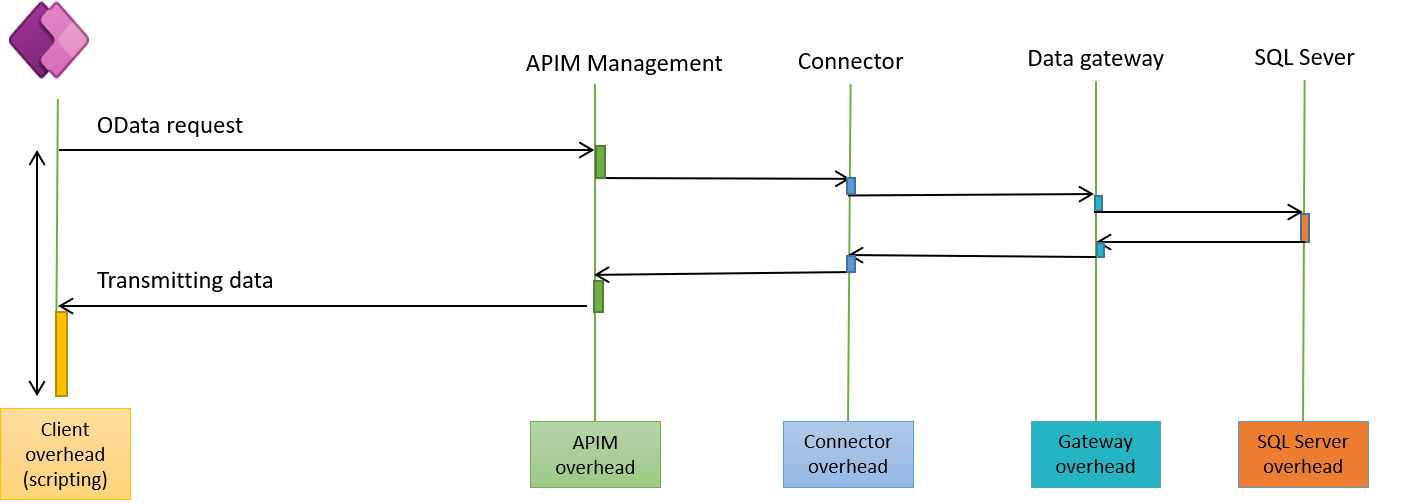 APIM Management
Connector
Data gateway
SQL Sever
OData request
Transmitting data
Client
overhead
(scripting)
APIM
overhead
Connector
overhead
Gateway
overhead
SQL Server
overhead